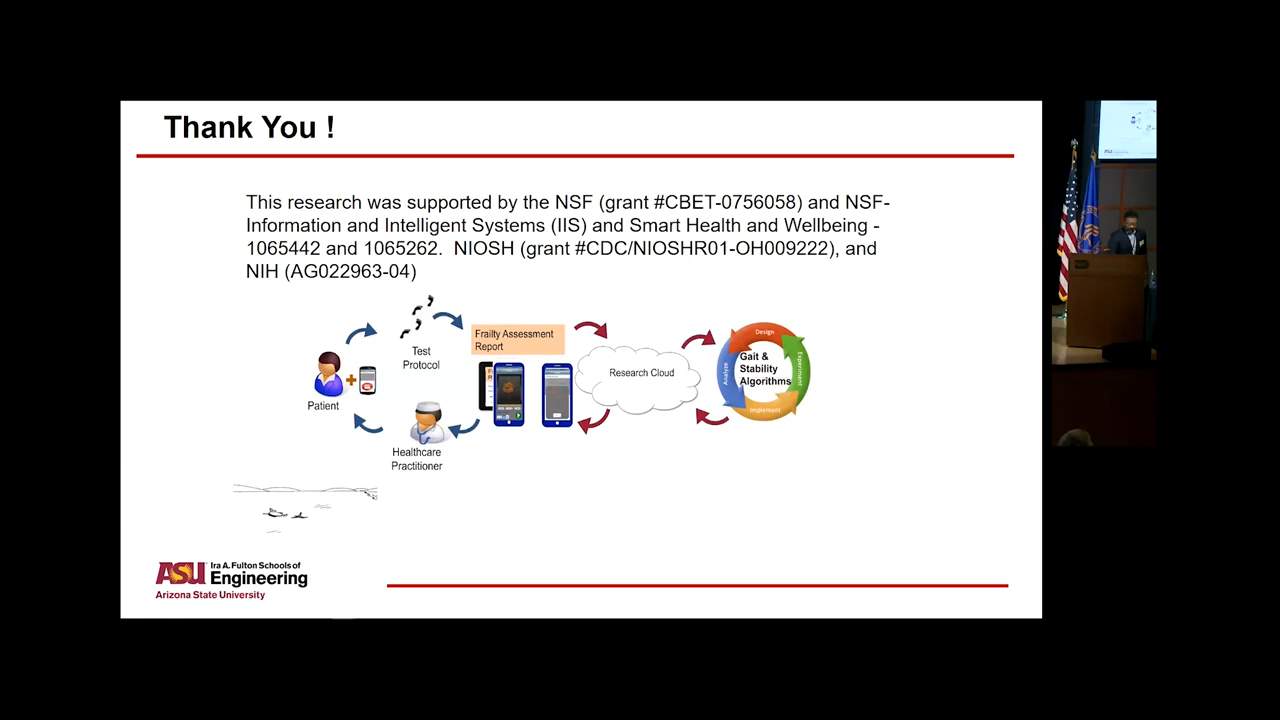 Thank You !
This research was supported by the NSF (grant #CBET-0756058) and NSF-
Information and Intelligent Systems (IIS) and Smart Health and Wellbeing -
1065442 and 1065262.  NIOSH (grant #CDC/NIOSHR01-OH009222), and
NIH (AG022963-04)
Patient
Test
Protocol
Frailty Assessment
Report
Healthcare
Practitioner
Research Cloud
Design
Experiment
Implement
Analyze
Gait &
Stability
Algorithms
ASU Ira A. Fulton Schools of
Engineering
Arizona State University